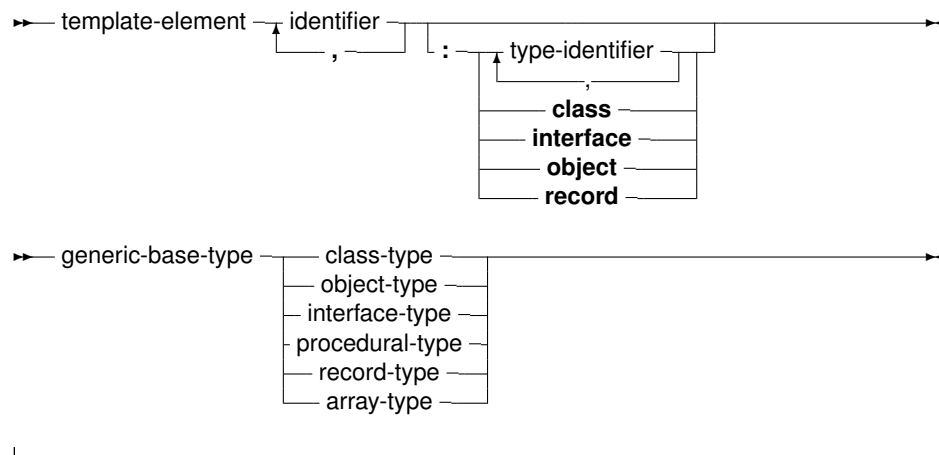 template-element identifier
, : type-identifier
,
class
interface
object
record
generic-base-type class-type
object-type
interface-type
procedural-type
record-type
array-type